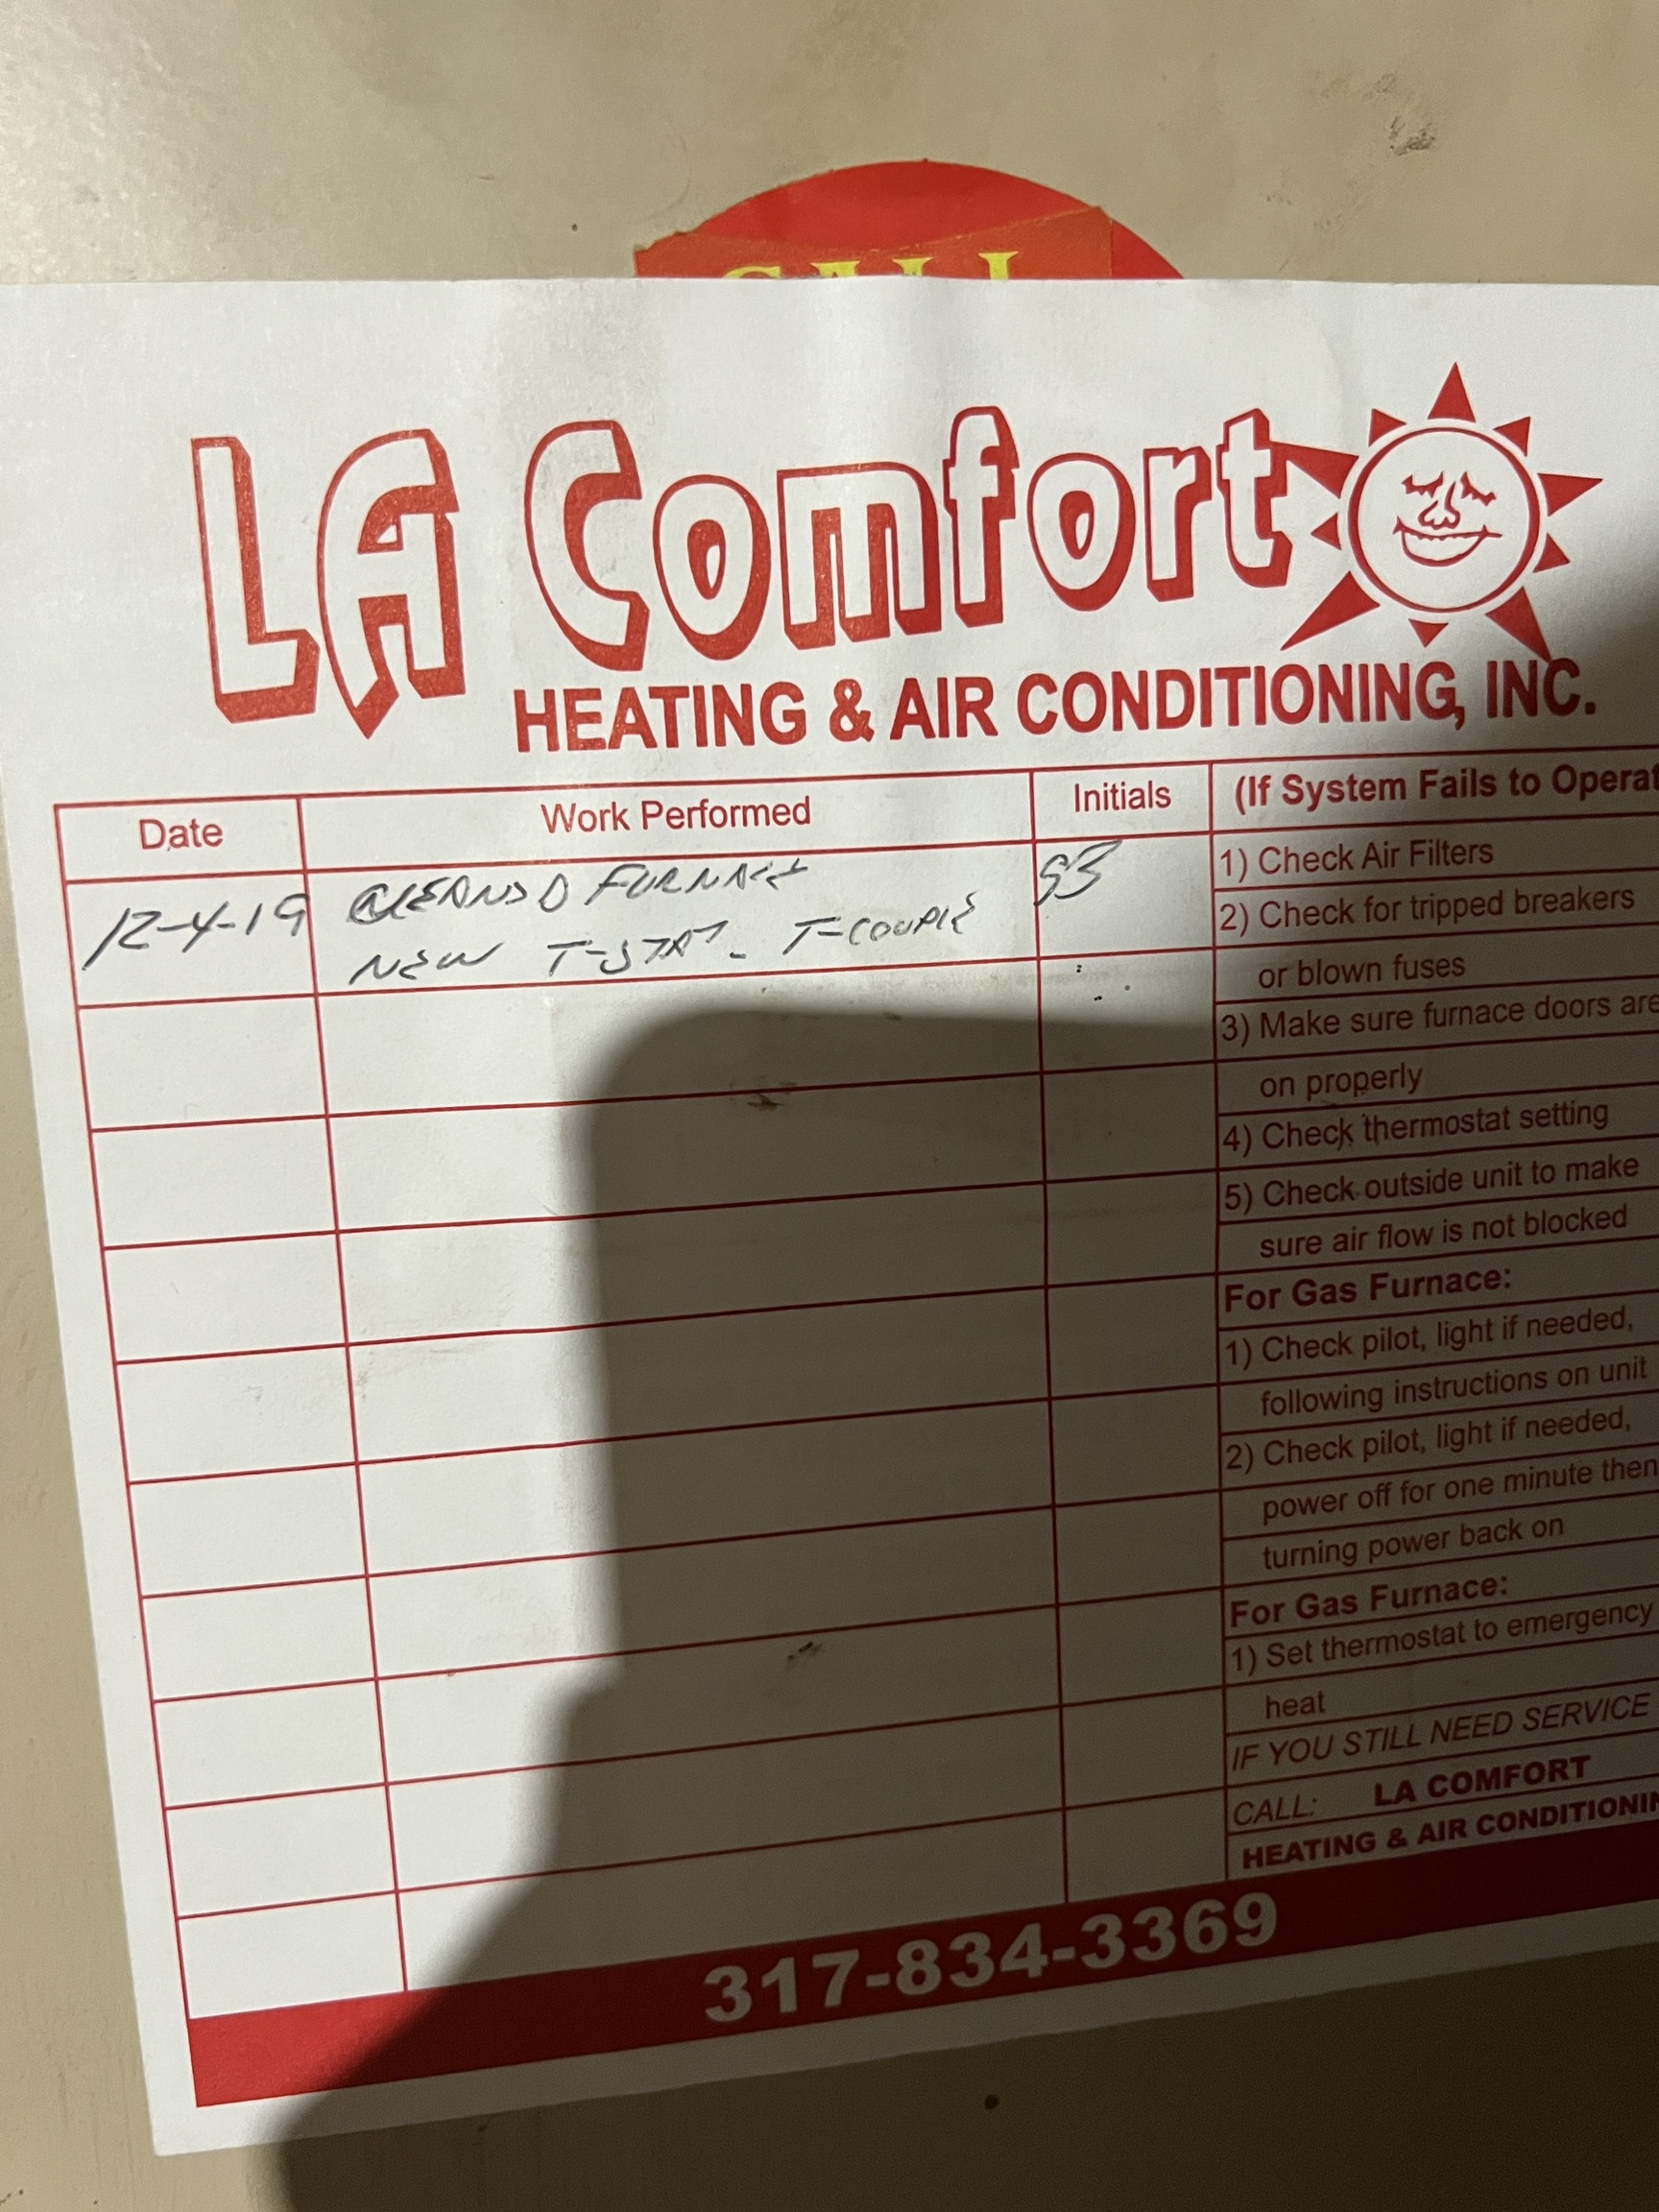 CALL
LA Comfort
HEATING & AIR CONDITIONING, INC.
Date Work Performed Initials (If System Fails to Operat
12-4-19 CLEANED FURNACE
NEW T-STAT - T-COUPLE
1) Check Air Filters
2) Check for tripped breakers
or blown fuses
3) Make sure furnace doors are
on properly
4) Check thermostat setting
5) Check outside unit to make
sure air flow is not blocked
For Gas Furnace:
1) Check pilot, light if needed,
following instructions on unit
2) Check pilot, light if needed,
power off for one minute then
turning power back on
For Gas Furnace:
1) Set thermostat to emergency
heat
IF YOU STILL NEED SERVICE
CALL: LA COMFORT
HEATING & AIR CONDITIONIN
317-834-3369